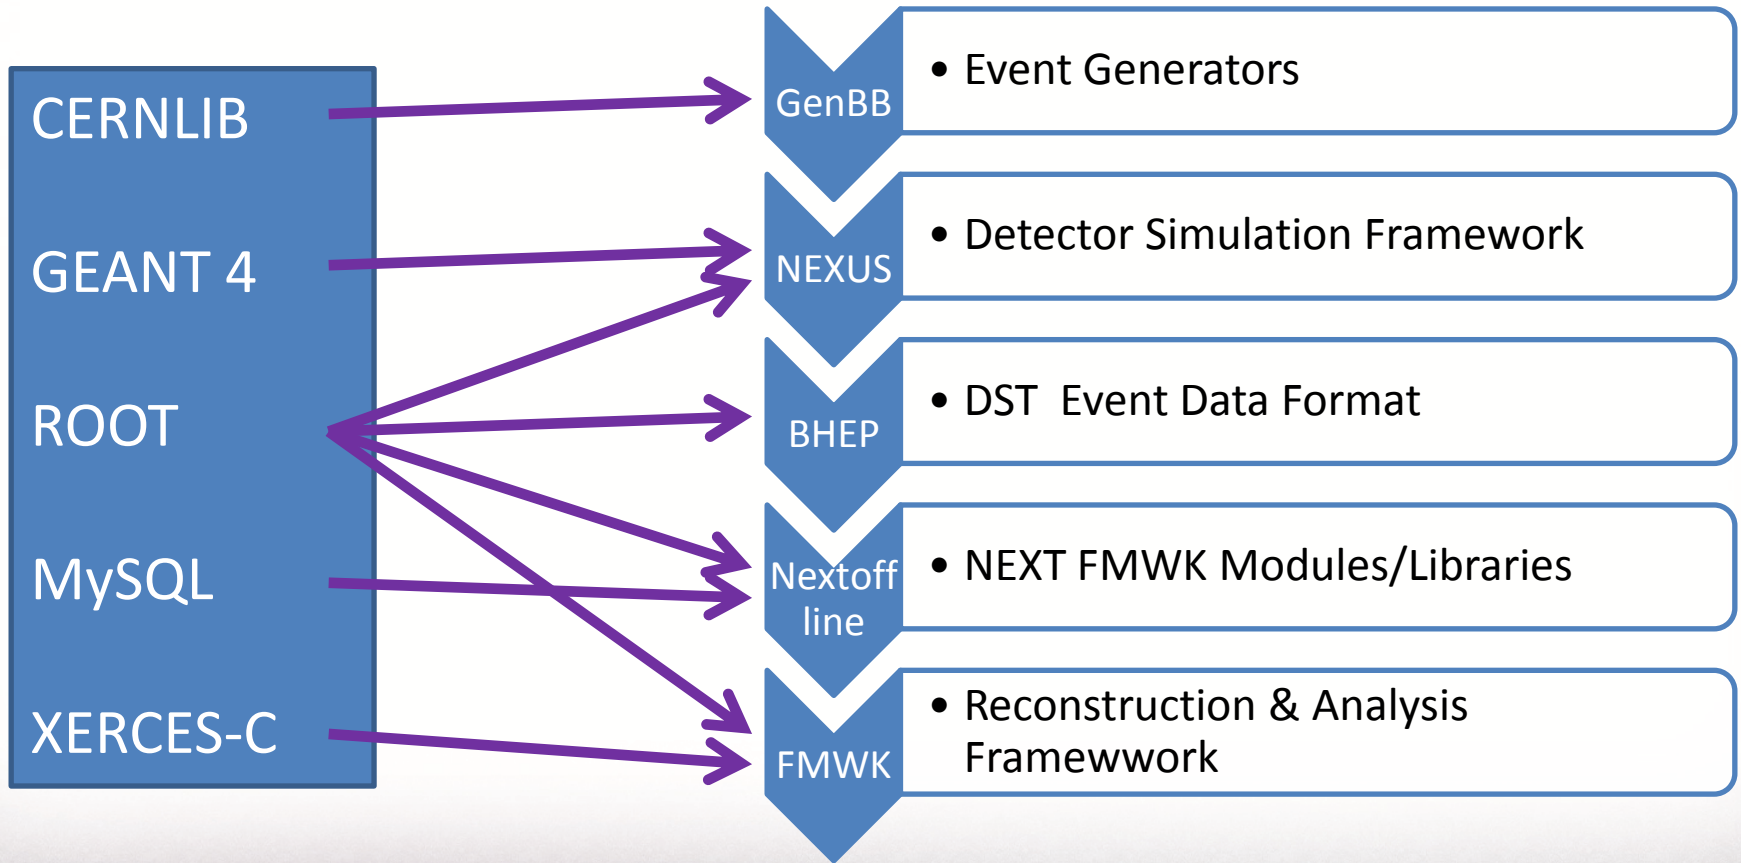 CERNLIB
GEANT 4
ROOT
MySQL
XERCES-C
GenBB
• Event Generators
NEXUS
• Detector Simulation Framework
BHEP
• DST  Event Data Format
Nextoff
line
• NEXT FMWK Modules/Libraries
FMWK
• Reconstruction & Analysis
Framewwork